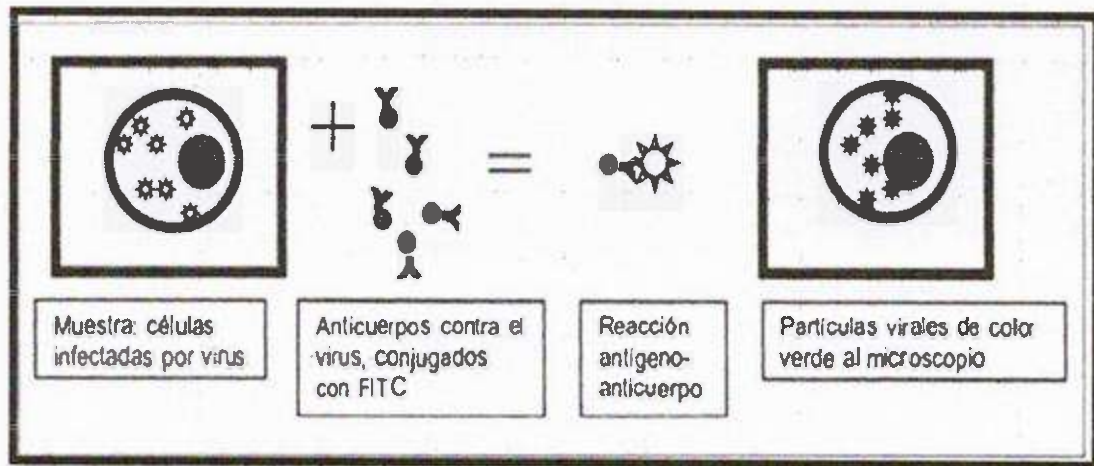 +
=
Muestra: células
infectadas por virus
Anticuerpos contra el
virus, conjugados
con FITC
Reacción
antígeno-
anticuerpo
Partículas virales de color
verde al microscopio